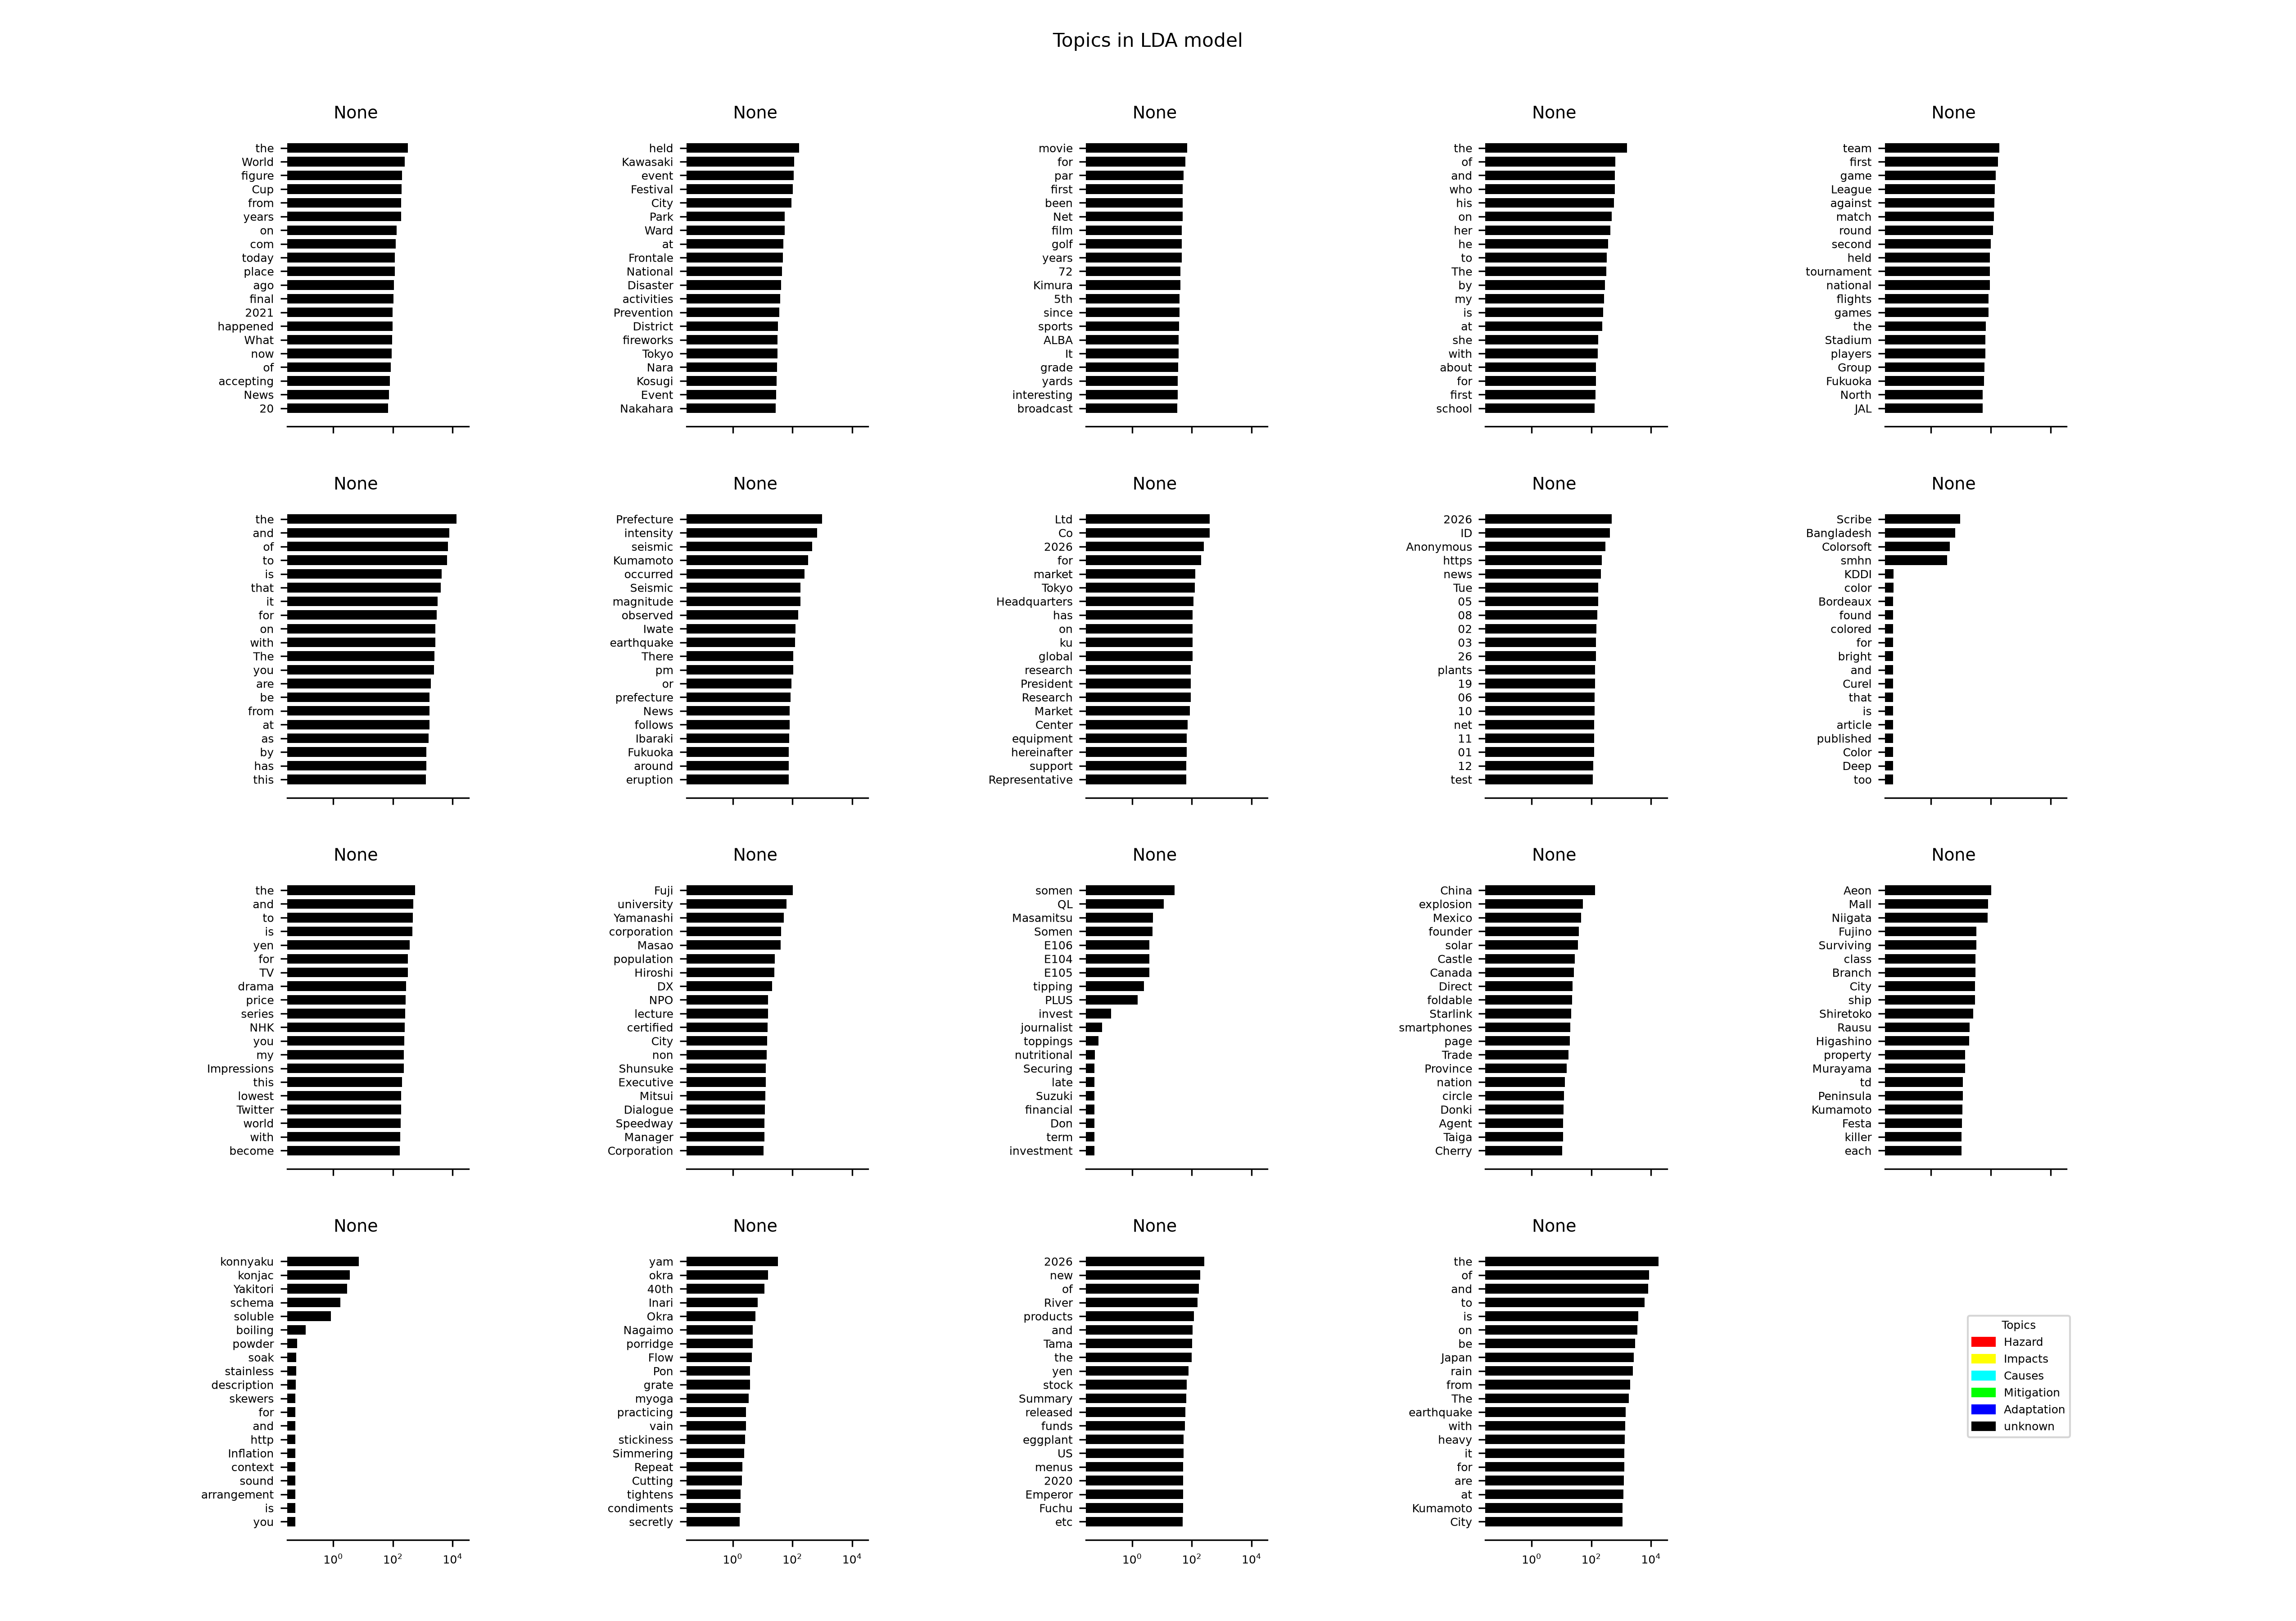 Topics in LDA model
None
the
World
figure
Cup
from
years
on
com
today
place
ago
final
2021
happened
What
now
of
accepting
News
20
None
held
Kawasaki
event
Festival
City
Park
Ward
at
Frontale
National
Disaster
activities
Prevention
District
fireworks
Tokyo
Nara
Kosugi
Event
Nakahara
None
movie
for
par
first
been
Net
film
golf
years
72
Kimura
5th
since
sports
ALBA
It
grade
yards
interesting
broadcast
None
the
of
and
who
his
on
her
he
to
The
by
my
is
at
she
with
about
for
first
school
None
team
first
game
League
against
match
round
second
held
tournament
national
flights
games
the
Stadium
players
Group
Fukuoka
North
JAL
None
the
and
of
to
is
that
it
for
on
with
The
you
are
be
from
at
as
by
has
this
None
Prefecture
intensity
seismic
Kumamoto
occurred
Seismic
magnitude
observed
Iwate
earthquake
There
pm
or
prefecture
News
follows
Ibaraki
Fukuoka
around
eruption
None
Ltd
Co
2026
for
market
Tokyo
Headquarters
has
on
ku
global
research
President
Research
Market
Center
equipment
hereinafter
support
Representative
None
2026
ID
Anonymous
https
news
Tue
05
08
02
03
26
plants
19
06
10
net
11
01
12
test
None
Scribe
Bangladesh
Colorsoft
smhn
KDDI
color
Bordeaux
found
colored
for
bright
and
Curel
that
is
article
published
Color
Deep
too
None
the
and
to
is
yen
for
TV
drama
price
series
NHK
you
my
Impressions
this
lowest
Twitter
world
with
become
None
Fuji
university
Yamanashi
corporation
Masao
population
Hiroshi
DX
NPO
lecture
certified
City
non
Shunsuke
Executive
Mitsui
Dialogue
Speedway
Manager
Corporation
None
somen
QL
Masamitsu
Somen
E106
E104
E105
tipping
PLUS
invest
journalist
toppings
nutritional
Securing
late
Suzuki
financial
Don
term
investment
None
China
explosion
Mexico
founder
solar
Castle
Canada
Direct
foldable
Starlink
smartphones
page
Trade
Province
nation
circle
Donki
Agent
Taiga
Cherry
None
Aeon
Mall
Niigata
Fujino
Surviving
class
Branch
City
ship
Shiretoko
Rausu
Higashino
property
Murayama
td
Peninsula
Kumamoto
Festa
killer
each
None
konnyaku
konjac
Yakitori
schema
soluble
boiling
powder
soak
stainless
description
skewers
for
and
http
Inflation
context
sound
arrangement
is
you
10⁰ 10² 10⁴
None
yam
okra
40th
Inari
Okra
Nagaimo
porridge
Flow
Pon
grate
myoga
practicing
vain
stickiness
Simmering
Repeat
Cutting
tightens
condiments
secretly
10⁰ 10² 10⁴
None
2026
new
of
River
products
and
Tama
the
yen
stock
Summary
released
funds
eggplant
US
menus
2020
Emperor
Fuchu
etc
10⁰ 10² 10⁴
None
the
of
and
to
is
on
be
Japan
rain
from
The
earthquake
with
heavy
it
for
are
at
Kumamoto
City
10⁰ 10² 10⁴
Topics
Hazard
Impacts
Causes
Mitigation
Adaptation
unknown